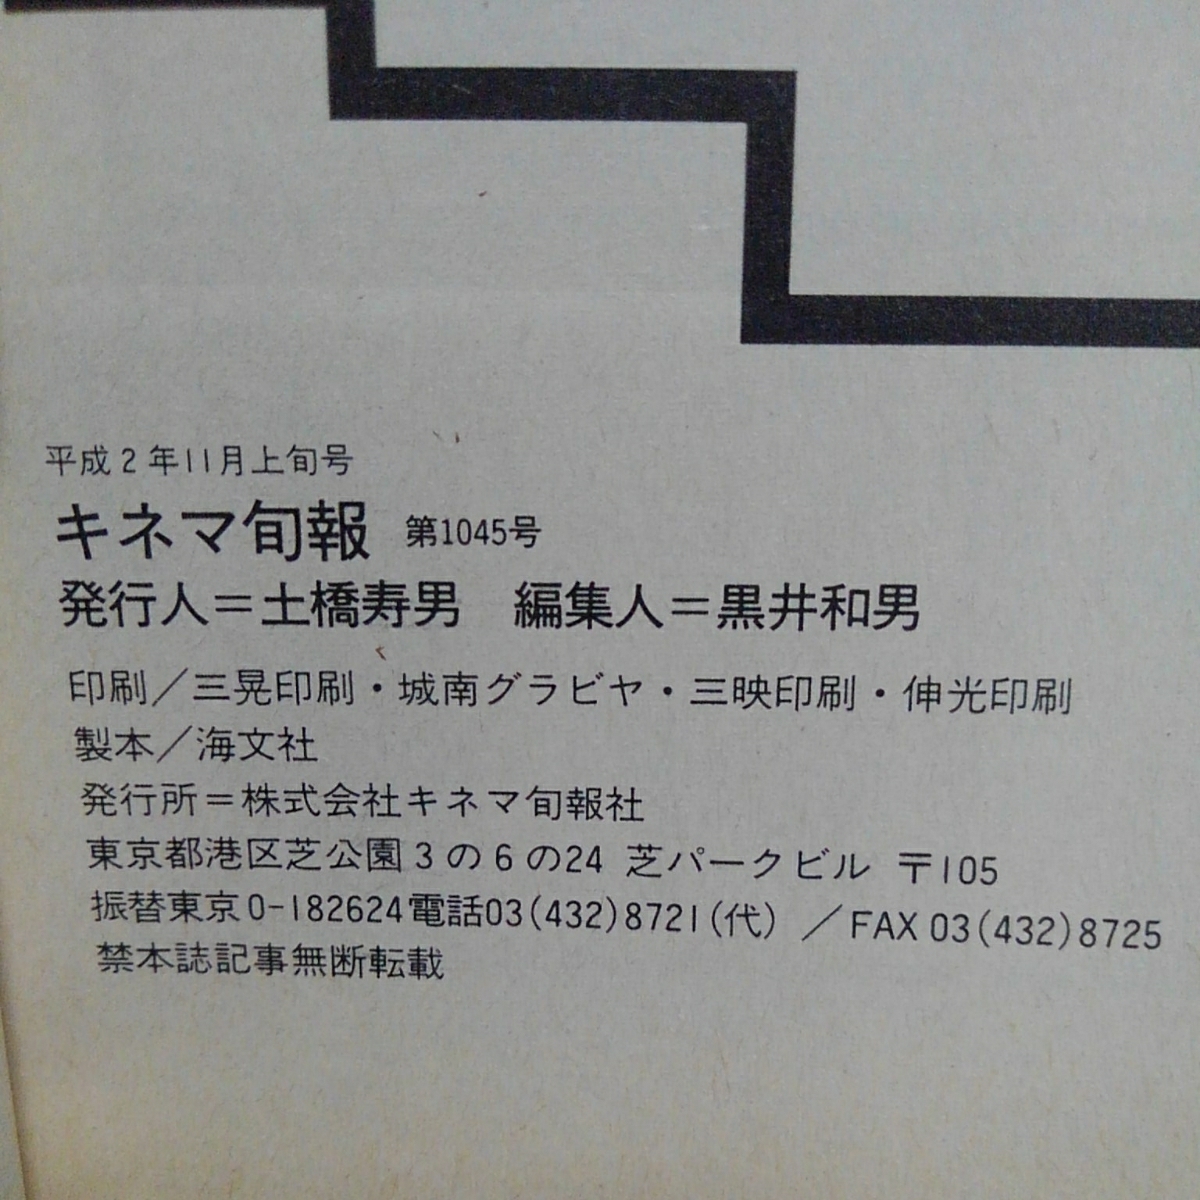 平成2年11月上旬号
キネマ旬報 第1045号
発行人＝土橋寿男 編集人＝黒井和男
印刷／三晃印刷・城南グラビヤ・三映印刷・伸光印刷
製本／海文社
発行所＝株式会社キネマ旬報社
東京都港区芝公園3の6の24 芝パークビル 〒105
振替東京0-182624電話03(432)8721(代)／FAX 03(432)8725
禁本誌記事無断転載